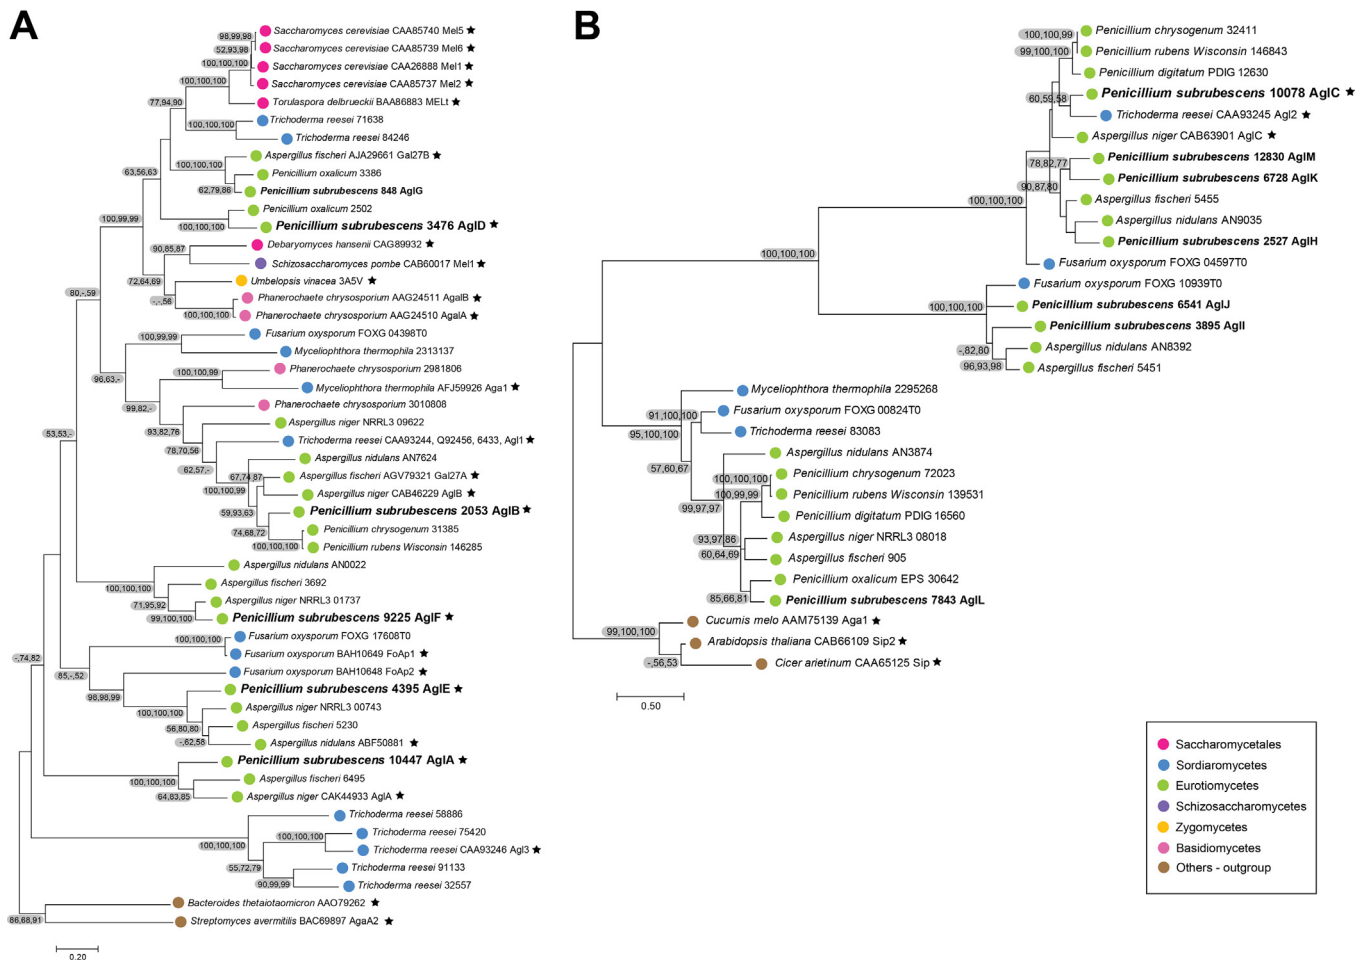 A
98,99,98
Saccharomyces cerevisiae CAA85740 Mel5 ★
52,93,98
Saccharomyces cerevisiae CAA85739 Mel6 ★
100,100,100
Saccharomyces cerevisiae CAA26888 Mel1 ★
100,100,100
Saccharomyces cerevisiae CAA85737 Mel2 ★
77,94,90
Torulaspora delbrueckii BAA86883 MELt ★
100,100,100
Trichoderma reesei 71638
Trichoderma reesei 84246
Aspergillus fischeri AJA29661 Gal27B ★
100,100,100
63,56,63
Penicillium oxalicum 3386
62,79,86
Penicillium subrubescens 848 AglG
Penicillium oxalicum 2502
100,99,99
100,100,100
Penicillium subrubescens 3476 AglD ★
90,85,87
Debaryomyces hansenii CAG89932 ★
Schizosaccharomyces pombe CAB60017 Mel1 ★
72,64,69
Umbelopsis vinacea 3A5V ★
80,-,59
-,-,56
Phanerochaete chrysosporium AAG24511 AgalB ★
100,100,100
Phanerochaete chrysosporium AAG24510 AgalA ★
100,99,99
Fusarium oxysporum FOXG 04398T0
Myceliophthora thermophila 2313137
96,63,-
100,100,99
Phanerochaete chrysosporium 2981806
Myceliophthora thermophila AFJ59926 Aga1 ★
99,82,-
Phanerochaete chrysosporium 3010808
53,53,-
93,82,76
Aspergillus niger NRRL3 09622
78,70,56
Trichoderma reesei CAA93244, Q92456, 6433, Agl1 ★
62,57,-
Aspergillus nidulans AN7624
67,74,87
Aspergillus fischeri AGV79321 Gal27A ★
100,100,99
Aspergillus niger CAB46229 AglB ★
59,93,63
Penicillium subrubescens 2053 AglB ★
74,68,72
Penicillium chrysogenum 31385
100,100,100
Penicillium rubens Wisconsin 146285
Aspergillus nidulans AN0022
100,100,100
Aspergillus fischeri 3692
71,95,92
Aspergillus niger NRRL3 01737
99,100,100
Penicillium subrubescens 9225 AglF ★
100,100,100
Fusarium oxysporum FOXG 17608T0
-,74,82
Fusarium oxysporum BAH10649 FoAp1 ★
85,-,52
Fusarium oxysporum BAH10648 FoAp2 ★
98,98,99
Penicillium subrubescens 4395 AglE ★
100,100,100
Aspergillus niger NRRL3 00743
56,80,80
Aspergillus fischeri 5230
-,62,58
Aspergillus nidulans ABF50881 ★
Penicillium subrubescens 10447 AglA ★
100,100,100
Aspergillus fischeri 6495
64,83,85
Aspergillus niger CAK44933 AglA ★
Trichoderma reesei 58886
Trichoderma reesei 75420
100,100,100
100,100,100
Trichoderma reesei CAA93246 Agl3 ★
55,72,79
Trichoderma reesei 91133
90,99,99
Trichoderma reesei 32557
Bacteroides thetaiotaomicron AAO79262 ★
86,68,91
Streptomyces avermitilis BAC69897 AgaA2 ★
0.20
B
100,100,99
Penicillium chrysogenum 32411
99,100,100
Penicillium rubens Wisconsin 146843
Penicillium digitatum PDIG 12630
60,59,58
Penicillium subrubescens 10078 AglC ★
Trichoderma reesei CAA93245 Agl2 ★
Aspergillus niger CAB63901 AglC ★
78,82,77
Penicillium subrubescens 12830 AglM
90,87,80
Penicillium subrubescens 6728 AglK
100,100,100
Aspergillus fischeri 5455
Aspergillus nidulans AN9035
Penicillium subrubescens 2527 AglH
100,100,100
Fusarium oxysporum FOXG 04597T0
Fusarium oxysporum FOXG 10939T0
100,100,100
Penicillium subrubescens 6541 AglJ
Penicillium subrubescens 3895 AglI
-,82,80
Aspergillus nidulans AN8392
96,93,98
Aspergillus fischeri 5451
Myceliophthora thermophila 2295268
91,100,100
Fusarium oxysporum FOXG 00824T0
95,100,100
Trichoderma reesei 83083
Aspergillus nidulans AN3874
57,60,67
Penicillium chrysogenum 72023
100,100,100
100,99,99
Penicillium rubens Wisconsin 139531
99,97,97
Penicillium digitatum PDIG 16560
93,97,86
Aspergillus niger NRRL3 08018
60,64,69
Aspergillus fischeri 905
Penicillium oxalicum EPS 30642
85,66,81
Penicillium subrubescens 7843 AglL
Cucumis melo AAM75139 Aga1 ★
99,100,100
Arabidopsis thaliana CAB66109 Sip2 ★
-,56,53
Cicer arietinum CAA65125 Sip ★
0.50
Saccharomycetales
Sordiaromycetes
Eurotiomycetes
Schizosaccharomycetes
Zygomycetes
Basidiomycetes
Others - outgroup